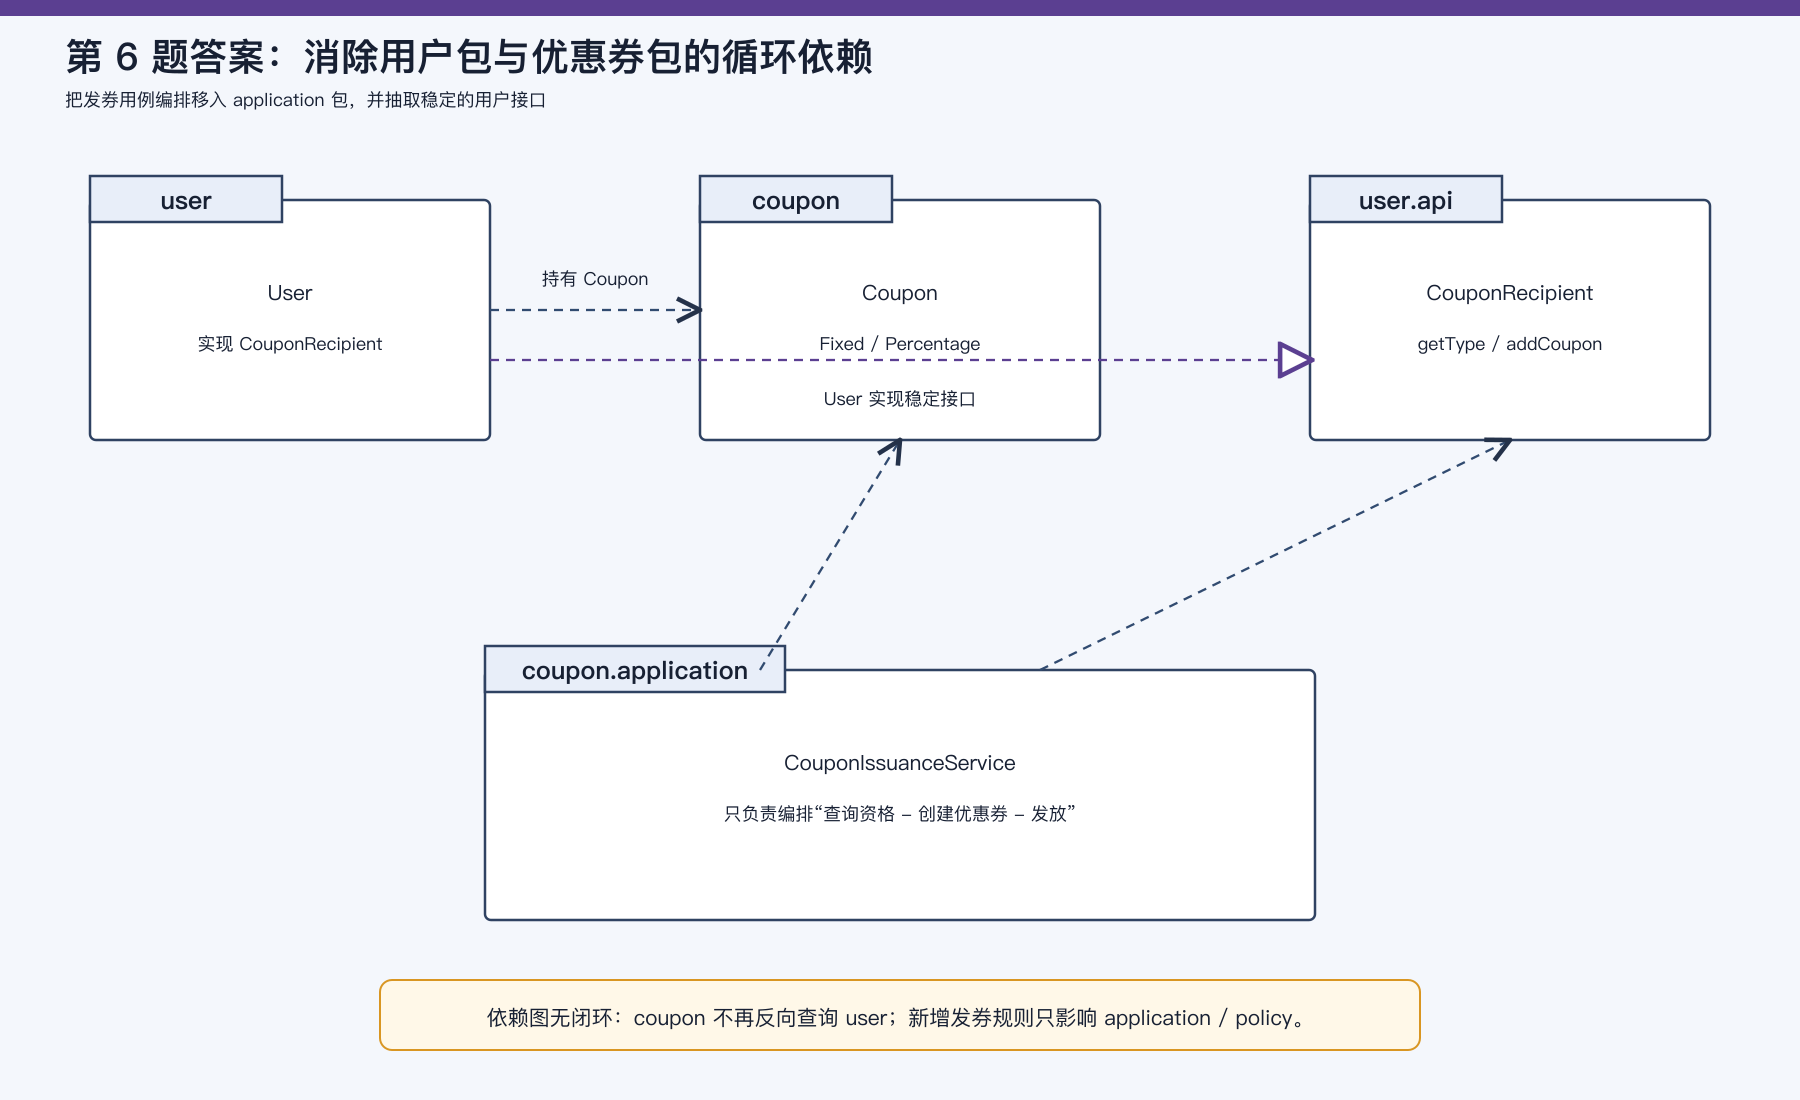 第 6 题答案：消除用户包与优惠券包的循环依赖
把发券用例编排移入 application 包，并抽取稳定的用户接口
user
User
实现 CouponRecipient
持有 Coupon
coupon
Coupon
Fixed / Percentage
User 实现稳定接口
user.api
CouponRecipient
getType / addCoupon
coupon.application
CouponIssuanceService
只负责编排“查询资格 – 创建优惠券 – 发放”
依赖图无闭环：coupon 不再反向查询 user；新增发券规则只影响 application / policy。